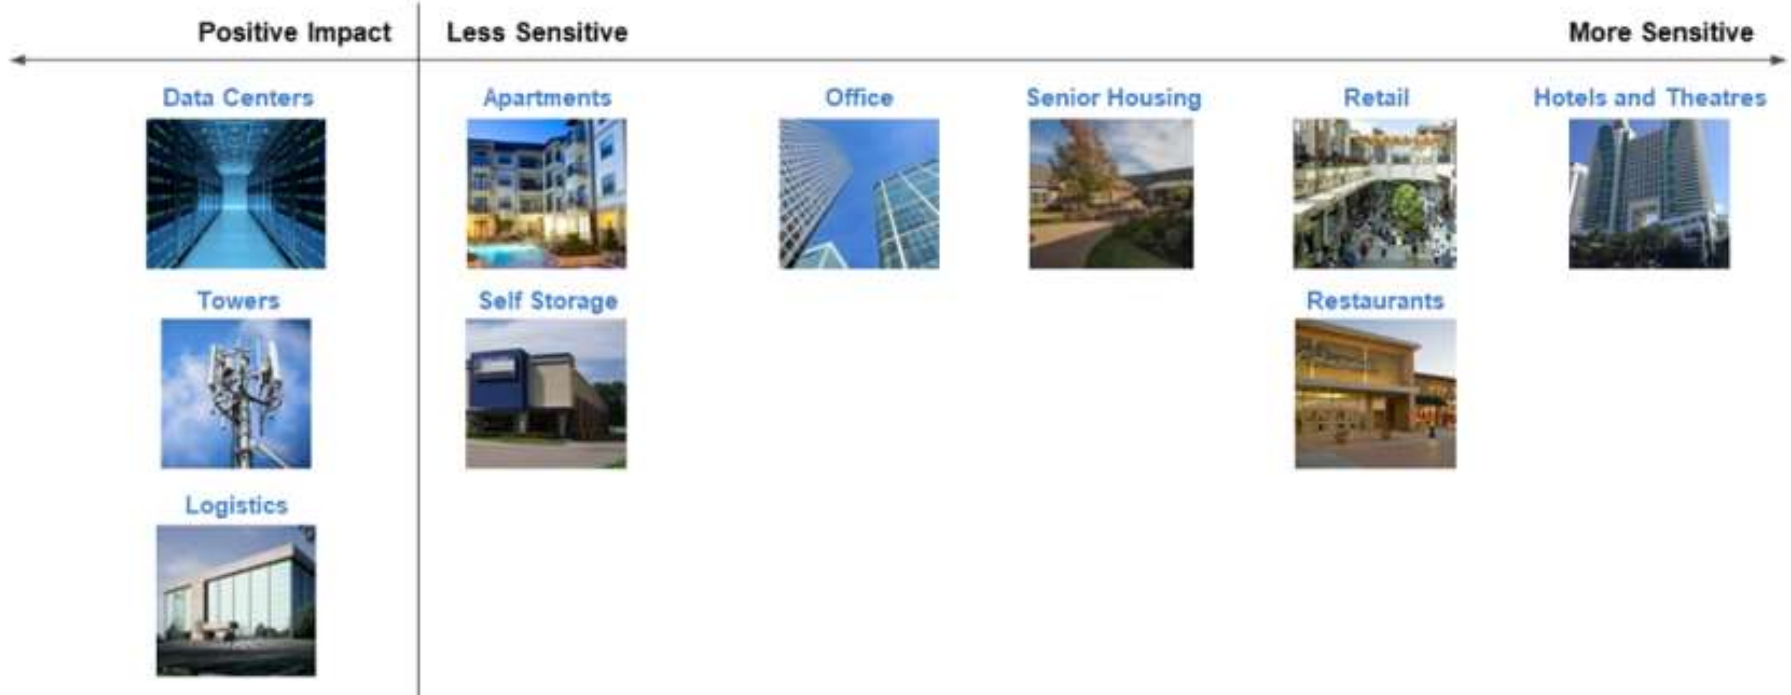 Positive Impact
Less Sensitive
More Sensitive
Data Centers
Apartments
Office
Senior Housing
Retail
Hotels and Theatres
Towers
Self Storage
Restaurants
Logistics